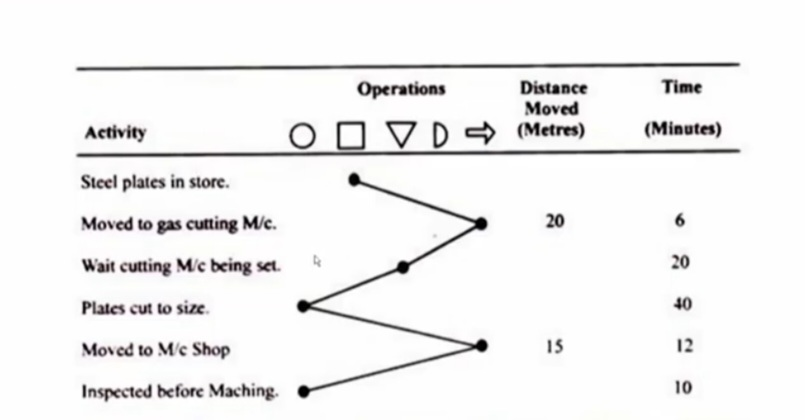 Operations Distance Time
Moved
Activity (Metres) (Minutes)
Steel plates in store.
Moved to gas cutting M/c. 20 6
Wait cutting M/c being set. 20
Plates cut to size. 40
Moved to M/c Shop 15 12
Inspected before Maching. 10